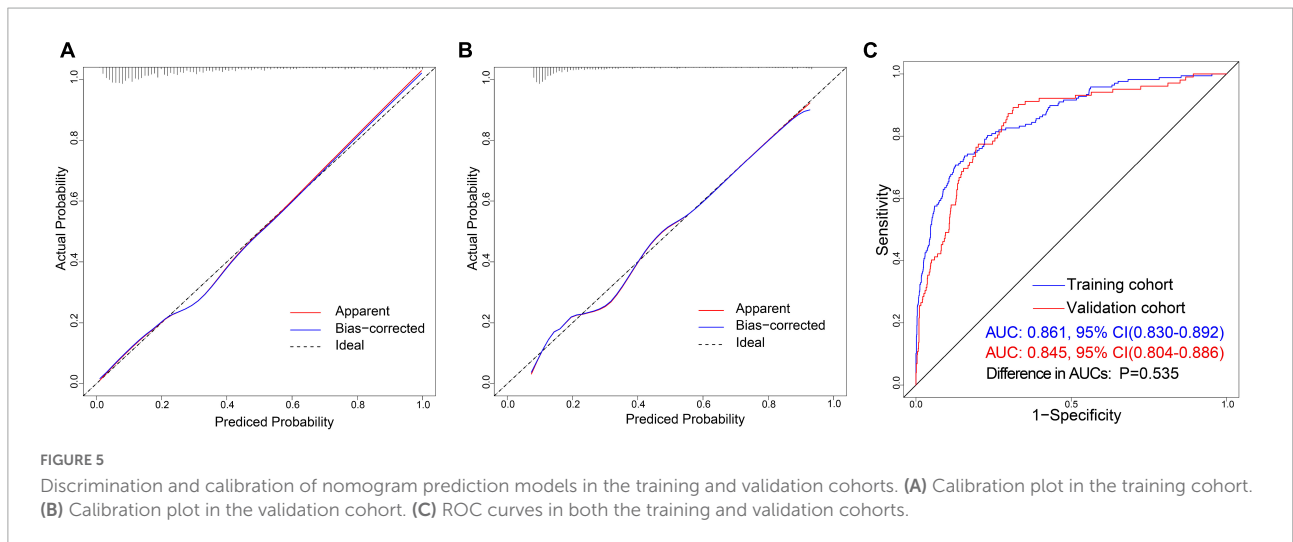 A
B
C
1.0
0.8
0.6
0.4
0.2
0.0
Actual Probability
0.0 0.2 0.4 0.6 0.8 1.0
Prediced Probability
Apparent
Bias-corrected
Ideal
1.0
0.8
0.6
0.4
0.2
0.0
Actual Probability
0.0 0.2 0.4 0.6 0.8 1.0
Prediced Probability
Apparent
Bias-corrected
Ideal
1.0
0.8
0.6
0.4
0.2
0.0
Sensitivity
0.0 0.5 1.0
1-Specificity
Training cohort
Validation cohort
AUC: 0.861, 95% CI(0.830-0.892)
AUC: 0.845, 95% CI(0.804-0.886)
Difference in AUCs: P=0.535
FIGURE 5
Discrimination and calibration of nomogram prediction models in the training and validation cohorts. (A) Calibration plot in the training cohort.
(B) Calibration plot in the validation cohort. (C) ROC curves in both the training and validation cohorts.